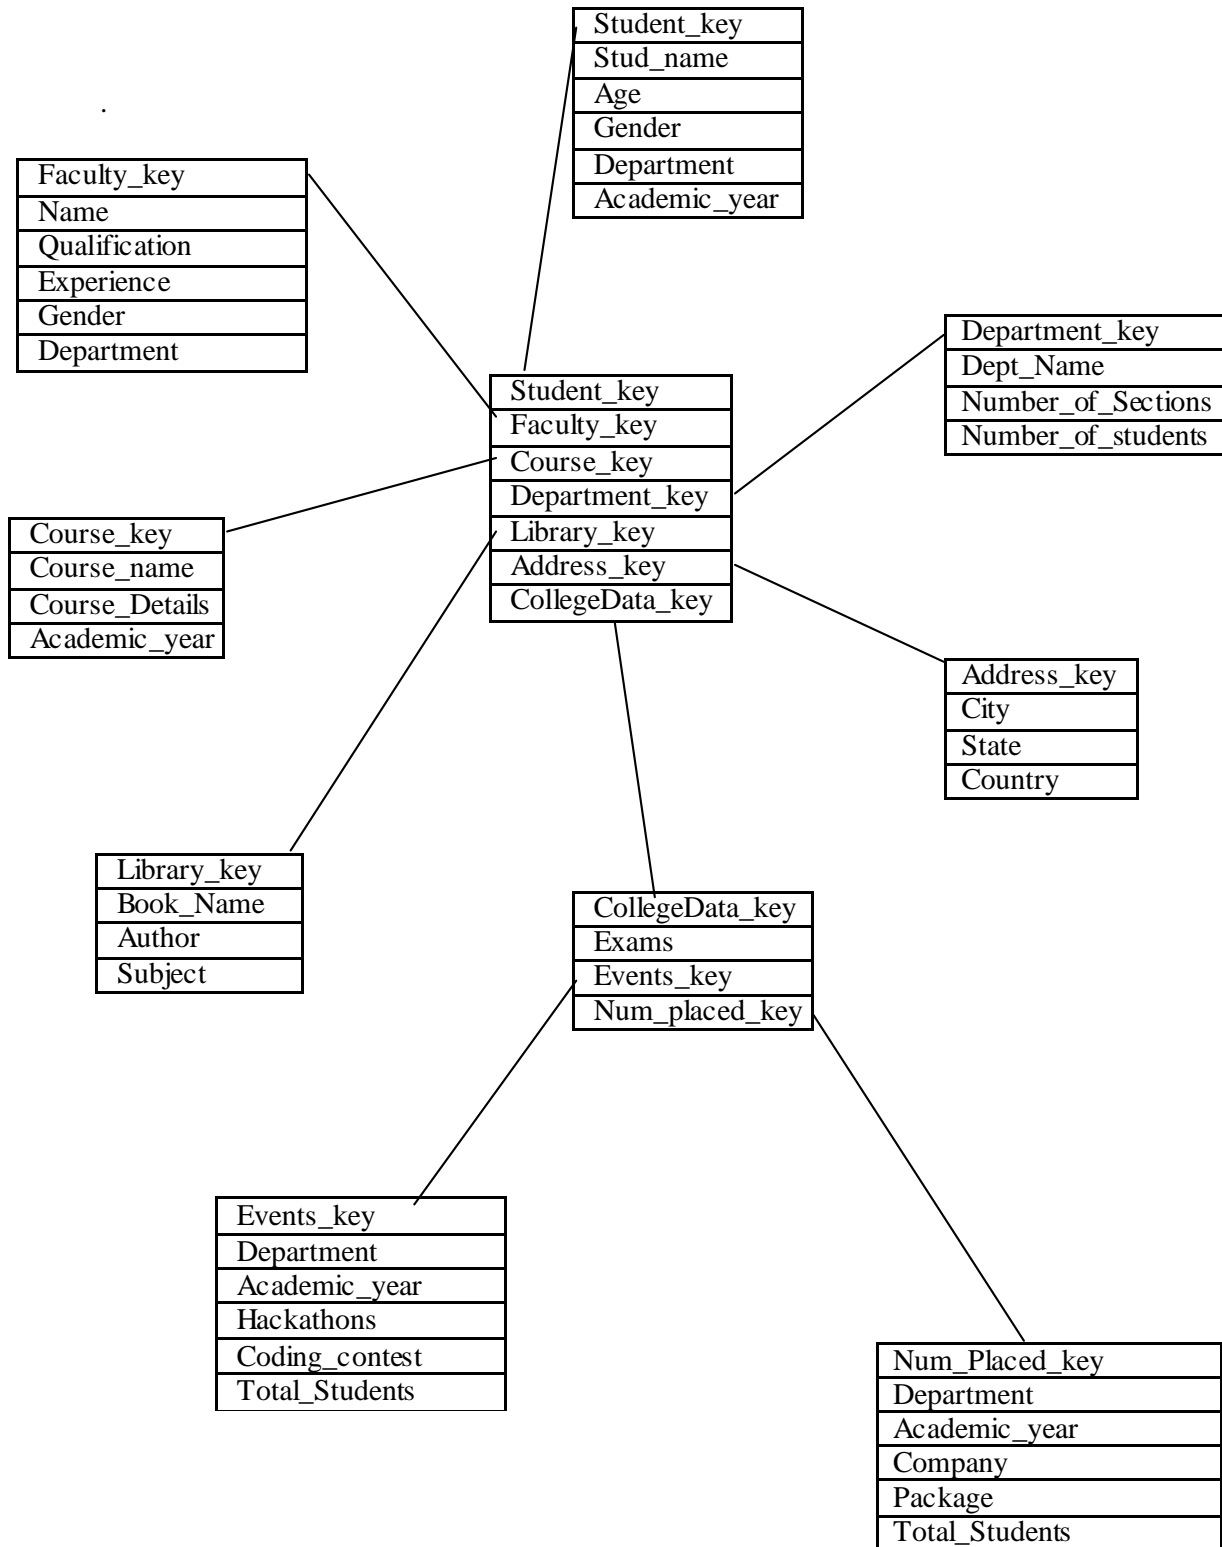 Student_key
Stud_name
Age
Gender
Department
Academic_year
Faculty_key
Name
Qualification
Experience
Gender
Department
Department_key
Dept_Name
Number_of_Sections
Number_of_students
Student_key
Faculty_key
Course_key
Department_key
Library_key
Address_key
CollegeData_key
Course_key
Course_name
Course_Details
Academic_year
Address_key
City
State
Country
Library_key
Book_Name
Author
Subject
CollegeData_key
Exams
Events_key
Num_placed_key
Events_key
Department
Academic_year
Hackathons
Coding_contest
Total_Students
Num_Placed_key
Department
Academic_year
Company
Package
Total_Students